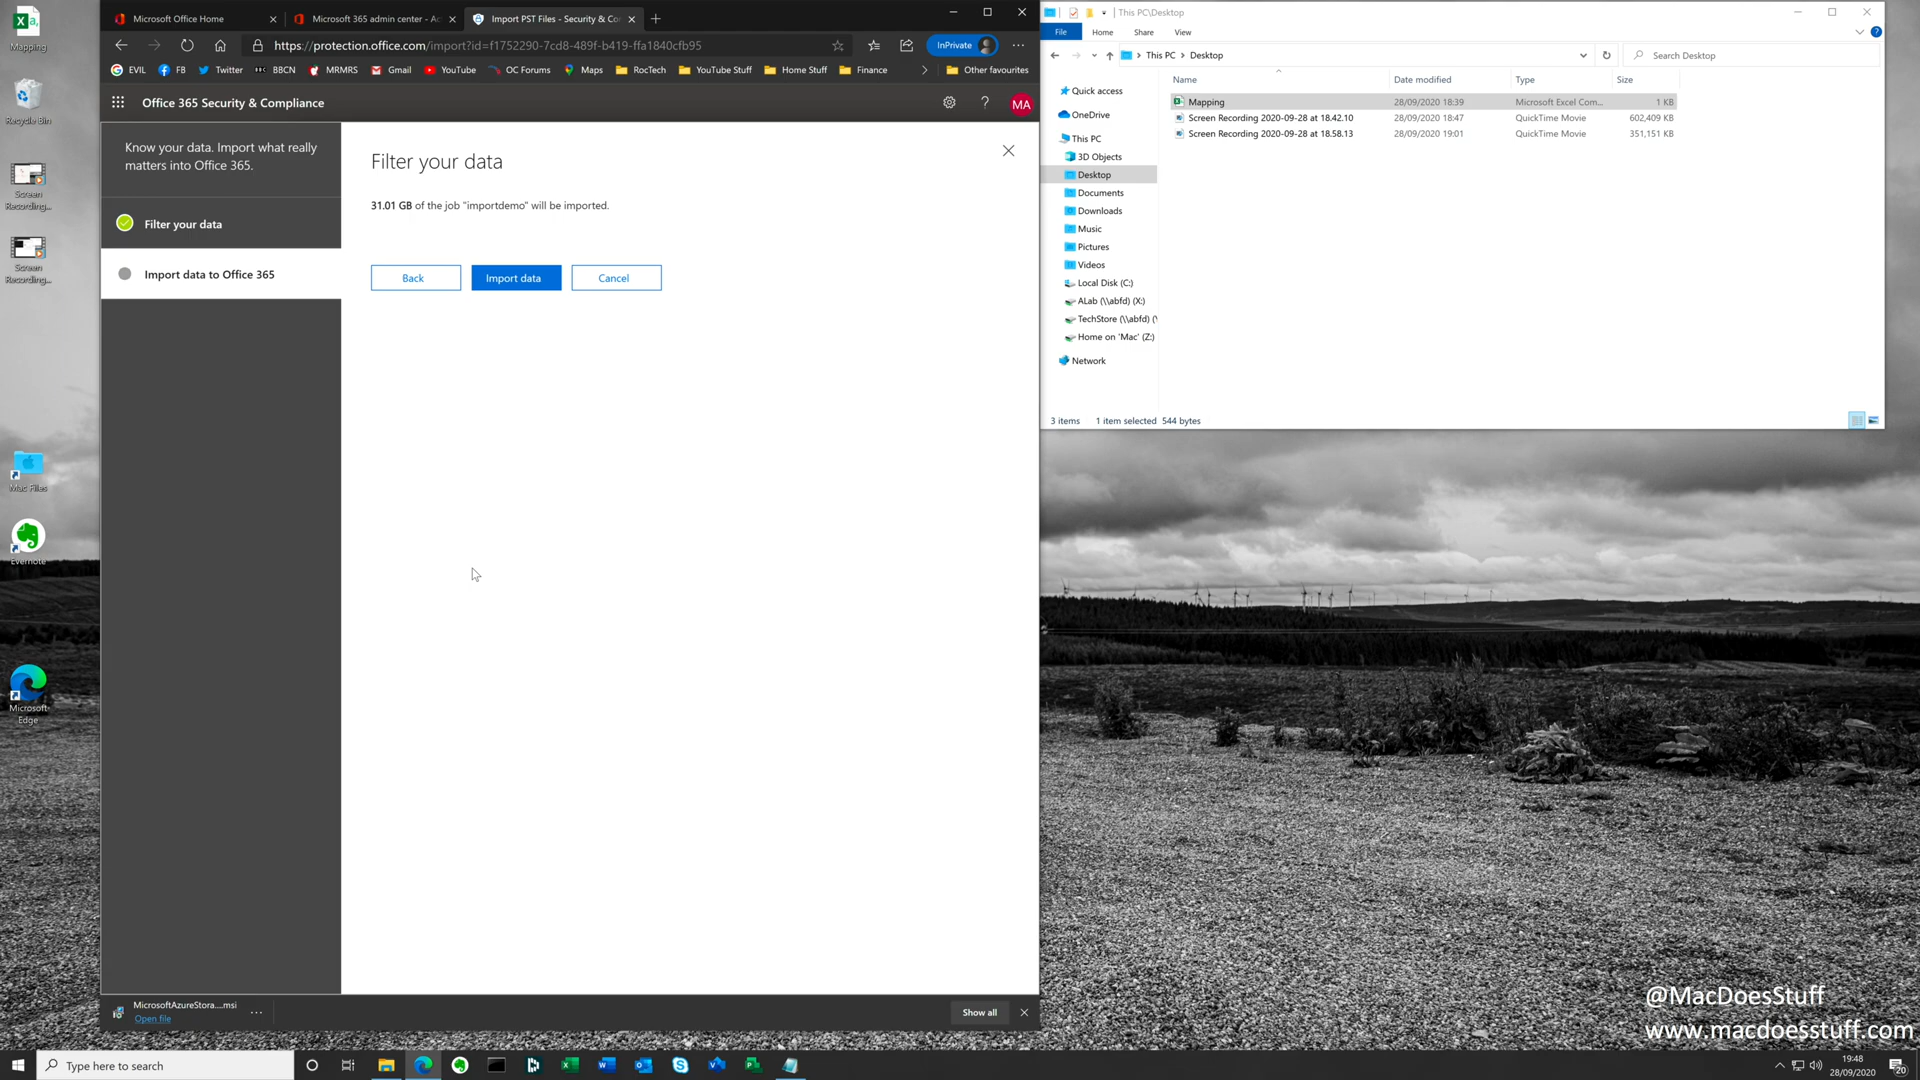 Mapping
Recycle Bin
Screen
Recording...
Screen
Recording...
Mac Files
Evernote
Microsoft
Edge
Microsoft Office Home
Microsoft 365 admin center - Ac
Import PST Files - Security & Co
https://protection.office.com/import?id=f1752290-7cd8-489f-b419-ffa1840cfb95
InPrivate
EVIL
FB
Twitter
BBC
BBCN
MRMRS
Gmail
YouTube
OC Forums
Maps
RocTech
YouTube Stuff
Home Stuff
Finance
Other favourites
Office 365 Security & Compliance
?
MA
Know your data. Import what really
matters into Office 365.
Filter your data
Import data to Office 365
Filter your data
31.01 GB of the job "importdemo" will be imported.
Back
Import data
Cancel
MicrosoftAzureStora....msi
Open file
Show all
This PC\Desktop
File
Home
Share
View
This PC
Desktop
Search Desktop
Quick access
OneDrive
This PC
3D Objects
Desktop
Documents
Downloads
Music
Pictures
Videos
Local Disk (C:)
ALab (\\abfd) (X:)
TechStore (\\abfd) (
Home on 'Mac' (Z:)
Network
Name
Date modified
Type
Size
Mapping
28/09/2020 18:39
Microsoft Excel Com...
1 KB
Screen Recording 2020-09-28 at 18.42.10
28/09/2020 18:47
QuickTime Movie
602,409 KB
Screen Recording 2020-09-28 at 18.58.13
28/09/2020 19:01
QuickTime Movie
351,151 KB
3 items
1 item selected
544 bytes
@MacDoesStuff
www.macdoesstuff.com
Type here to search
19:48
28/09/2020
20